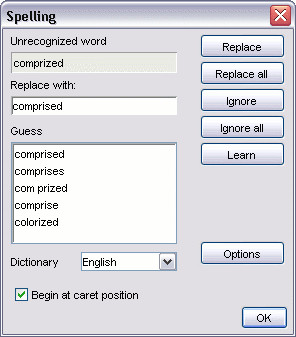 Spelling
Unrecognized word
comprized
Replace with:
comprised
Guess
comprised
comprises
com prized
comprise
colorized
Dictionary English
Begin at caret position
Replace
Replace all
Ignore
Ignore all
Learn
Options
OK